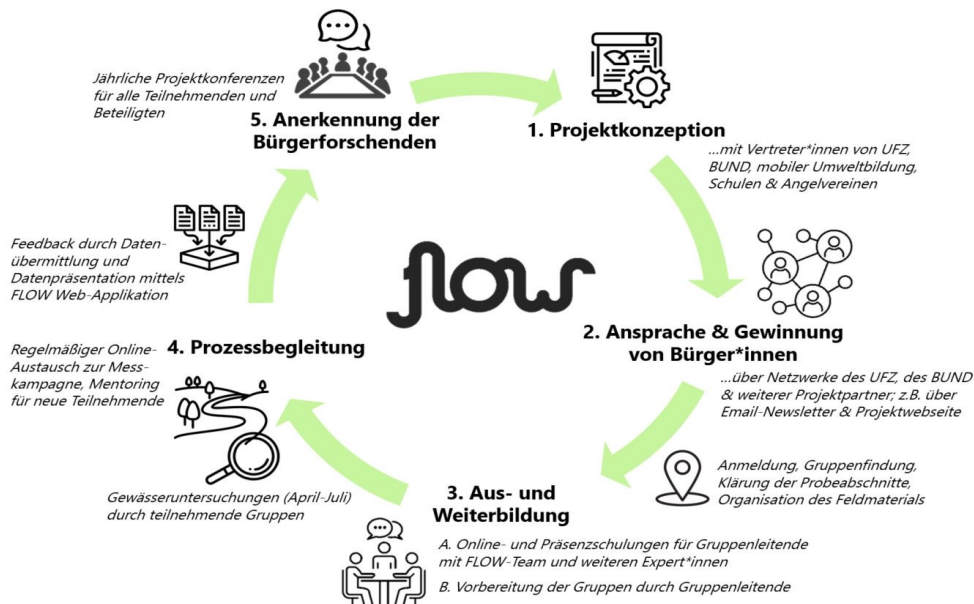 Jährliche Projektkonferenzen
für alle Teilnehmenden und
Beteiligten
5. Anerkennung der
Bürgerforschenden
1. Projektkonzeption
...mit Vertreter*innen von UFZ,
BUND, mobiler Umweltbildung,
Schulen & Angelvereinen
flow
2. Ansprache & Gewinnung
von Bürger*innen
...über Netzwerke des UFZ, des BUND
& weiterer Projektpartner; z.B. über
Email-Newsletter & Projektwebseite
Anmeldung, Gruppenfindung,
Klärung der Probeabschnitte,
Organisation des Feldmaterials
3. Aus- und
Weiterbildung
A. Online- und Präsenzschulungen für Gruppenleitende
mit FLOW-Team und weiteren Expert*innen
B. Vorbereitung der Gruppen durch Gruppenleitende
Feedback durch Daten-
übermittlung und
Datenpräsentation mittels
FLOW Web-Applikation
4. Prozessbegleitung
Regelmäßiger Online-
Austausch zur Mess-
kampagne, Mentoring
für neue Teilnehmende
Gewässeruntersuchungen (April-Juli)
durch teilnehmende Gruppen